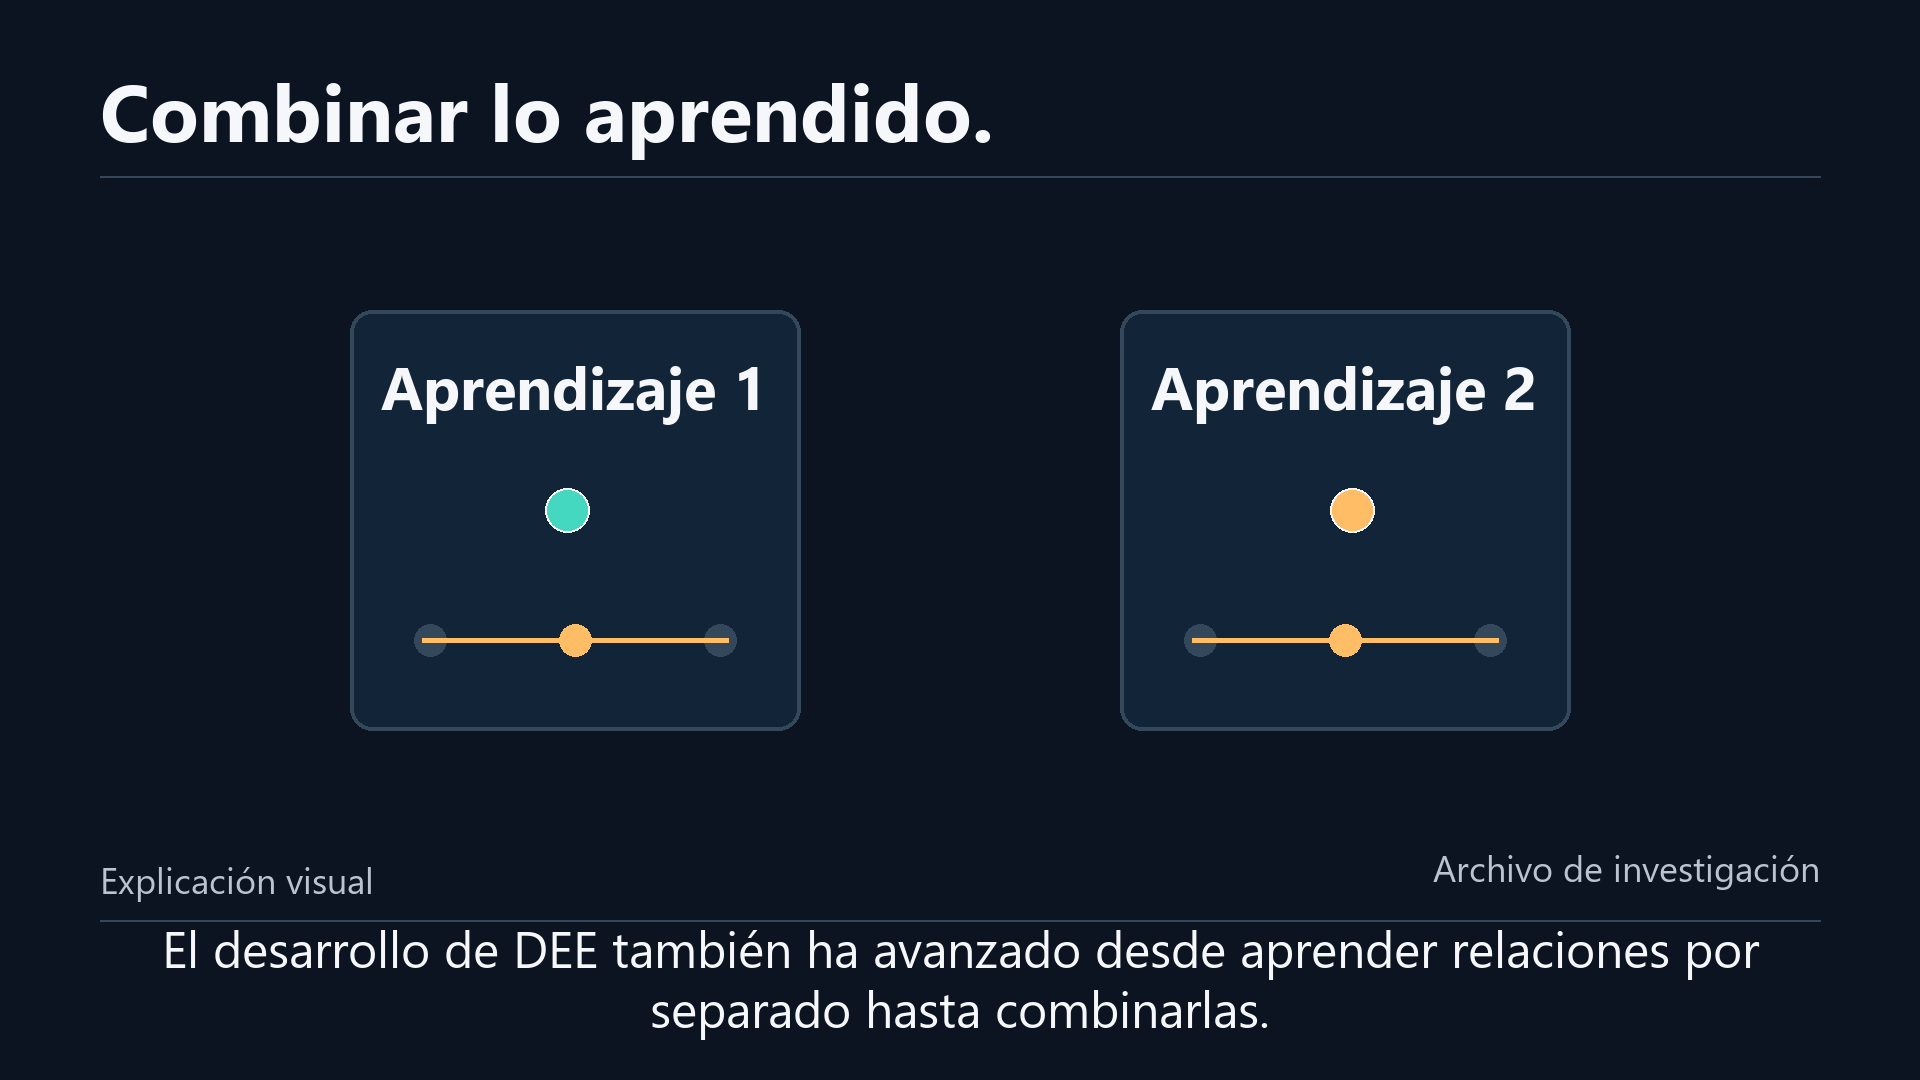 Combinar lo aprendido.
Aprendizaje 1
Aprendizaje 2
Explicación visual
Archivo de investigación
El desarrollo de DEE también ha avanzado desde aprender relaciones por
separado hasta combinarlas.